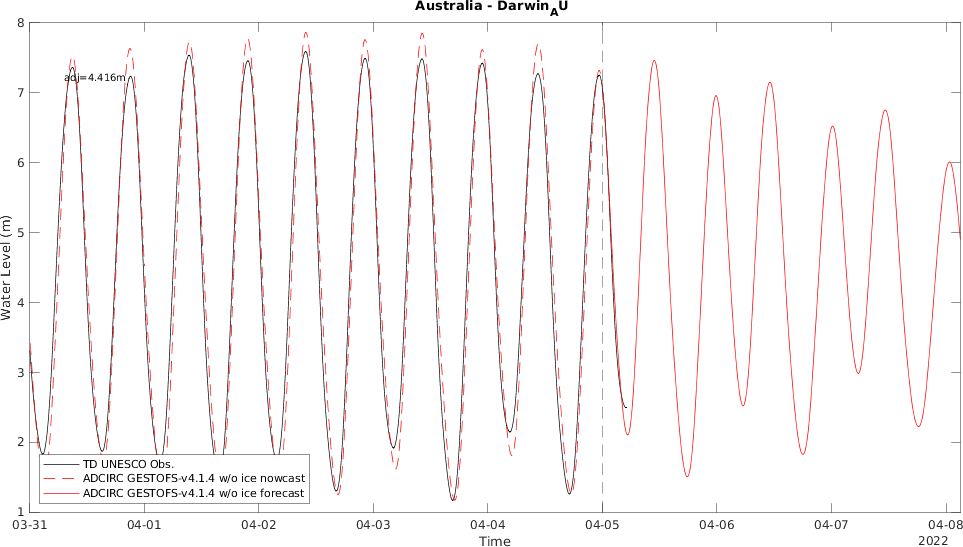 Australia - Darwin_AU
8
adj=4.416m
7
6
5
Water Level (m)
4
3
2
TD UNESCO Obs.
ADCIRC GESTOFS-v4.1.4 w/o ice nowcast
ADCIRC GESTOFS-v4.1.4 w/o ice forecast
1
03-31 04-01 04-02 04-03 04-04 04-05 04-06 04-07 04-08
Time 2022